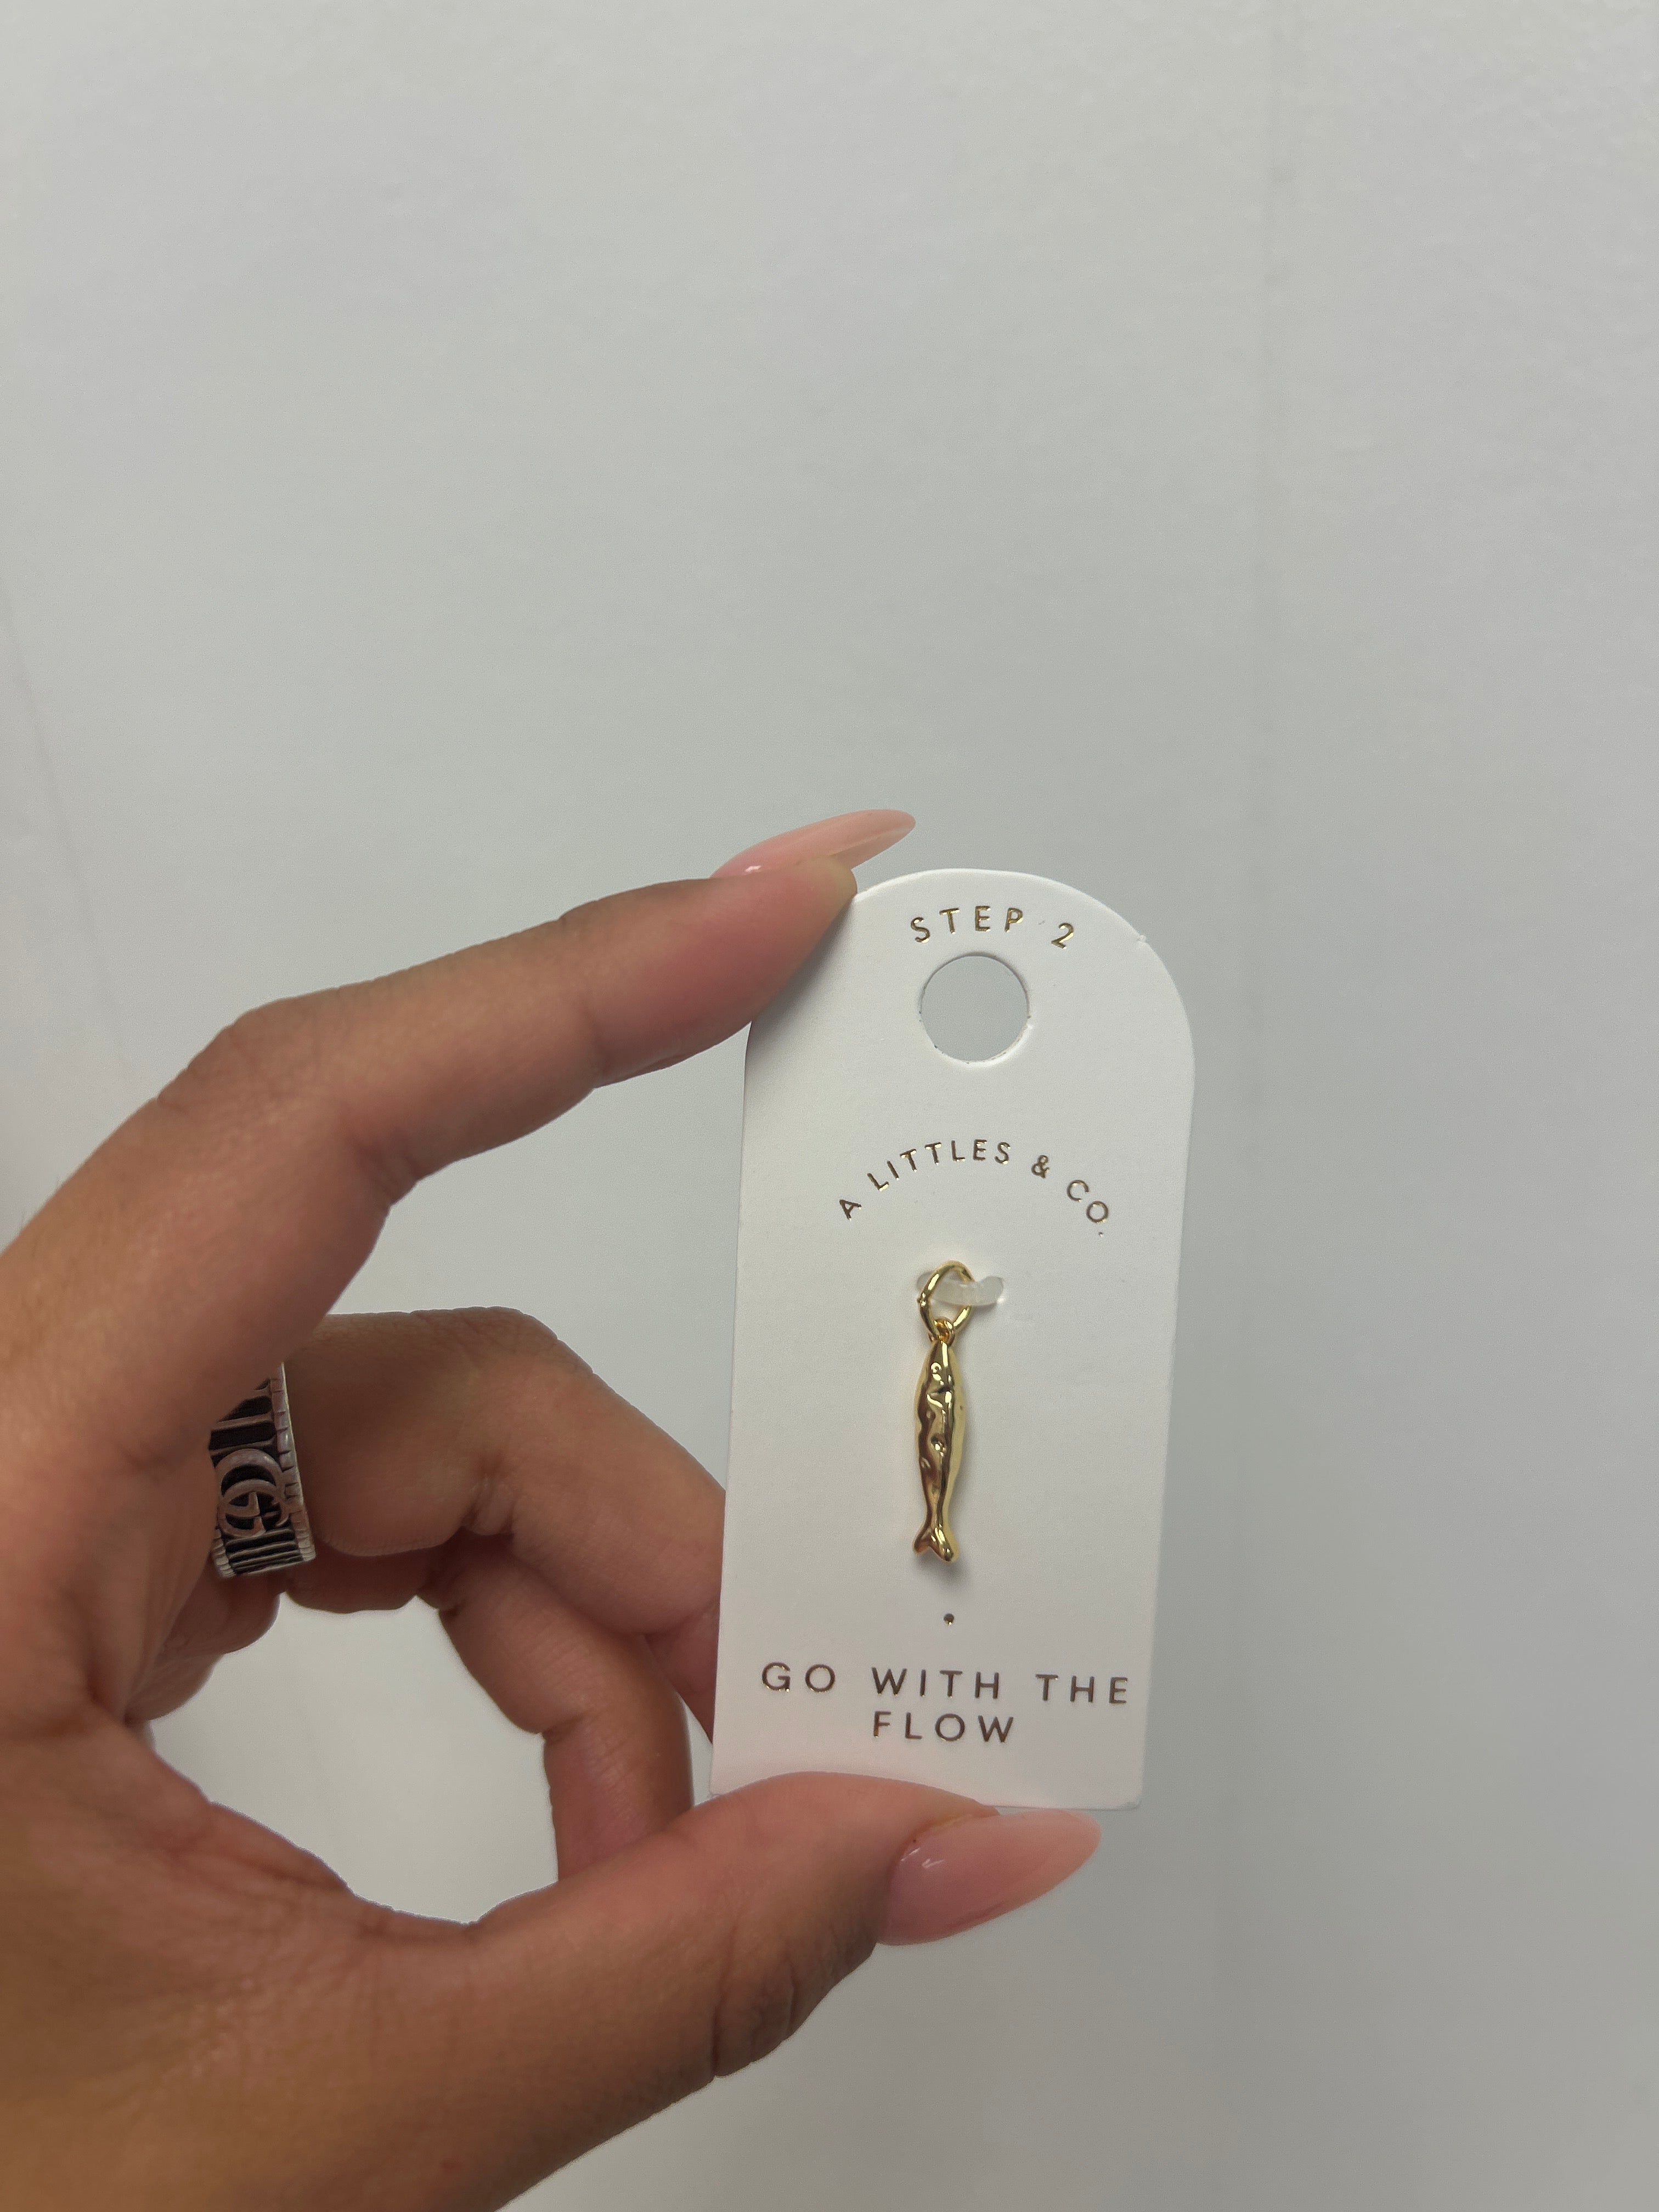 STEP 2
A LITTLES & CO.
GO WITH THE
FLOW